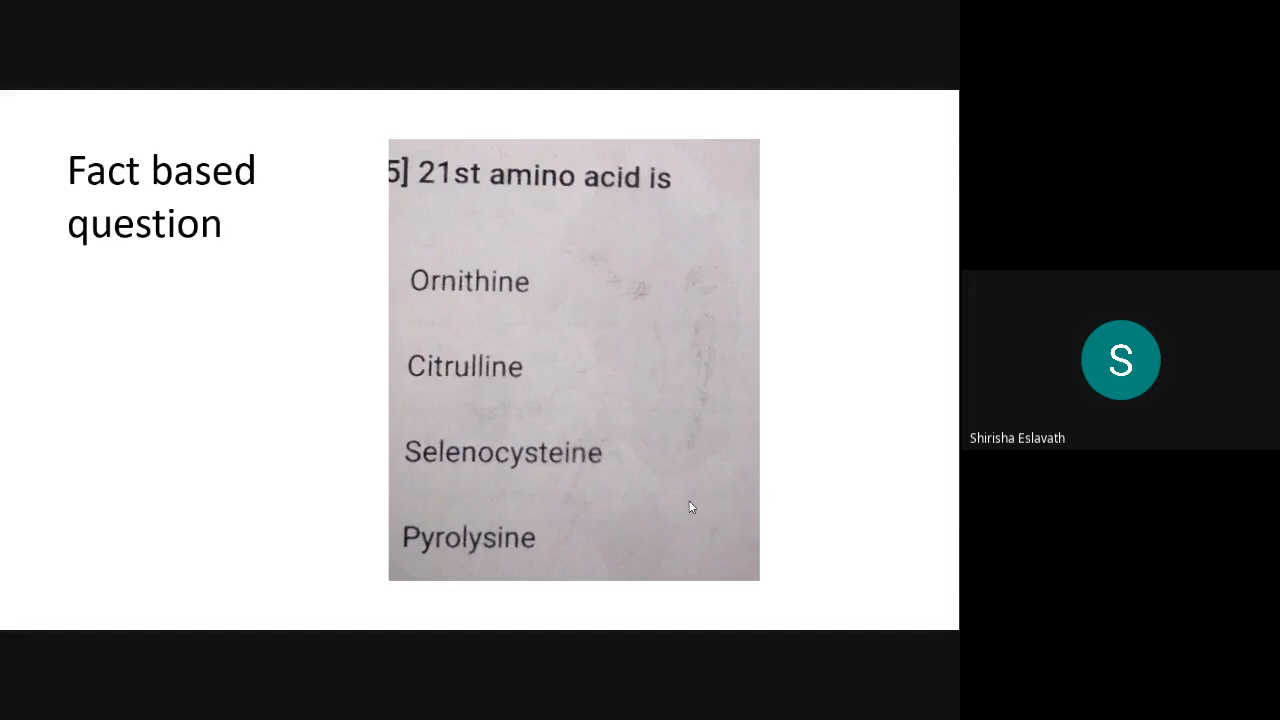 Fact based
question
5] 21st amino acid is
Ornithine
Citrulline
Selenocysteine
Pyrolysine
S
Shirisha Eslavath